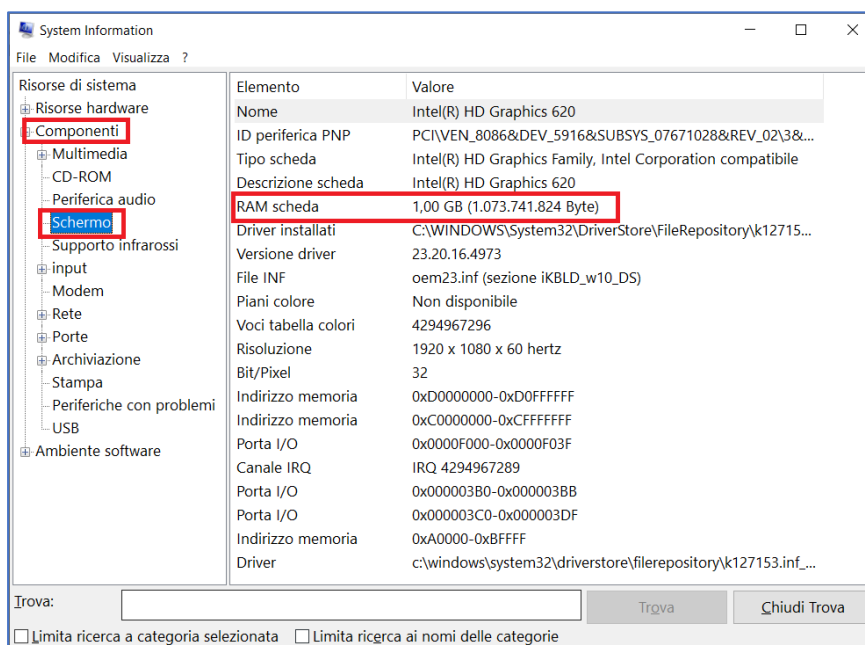 System Information
File Modifica Visualizza ?
Risorse di sistema
Risorse hardware
Componenti
Multimedia
CD-ROM
Periferica audio
Schermo
Supporto infrarossi
input
Modem
Rete
Porte
Archiviazione
Stampa
Periferiche con problemi
USB
Ambiente software
Elemento Valore
Nome Intel(R) HD Graphics 620
ID periferica PNP PCI\VEN_8086&DEV_5916&SUBSYS_07671028&REV_02\3&...
Tipo scheda Intel(R) HD Graphics Family, Intel Corporation compatibile
Descrizione scheda Intel(R) HD Graphics 620
RAM scheda 1,00 GB (1.073.741.824 Byte)
Driver installati C:\WINDOWS\System32\DriverStore\FileRepository\k12715...
Versione driver 23.20.16.4973
File INF oem23.inf (sezione iKBLD_w10_DS)
Piani colore Non disponibile
Voci tabella colori 4294967296
Risoluzione 1920 x 1080 x 60 hertz
Bit/Pixel 32
Indirizzo memoria 0xD0000000-0xD0FFFFFF
Indirizzo memoria 0xC0000000-0xCFFFFFFF
Porta I/O 0x0000F000-0x0000F03F
Canale IRQ IRQ 4294967289
Porta I/O 0x000003B0-0x000003BB
Porta I/O 0x000003C0-0x000003DF
Indirizzo memoria 0xA0000-0xBFFFF
Driver c:\windows\system32\driverstore\filerepository\k127153.inf_...
Trova: Trova Chiudi Trova
Limita ricerca a categoria selezionata Limita ricerca ai nomi delle categorie